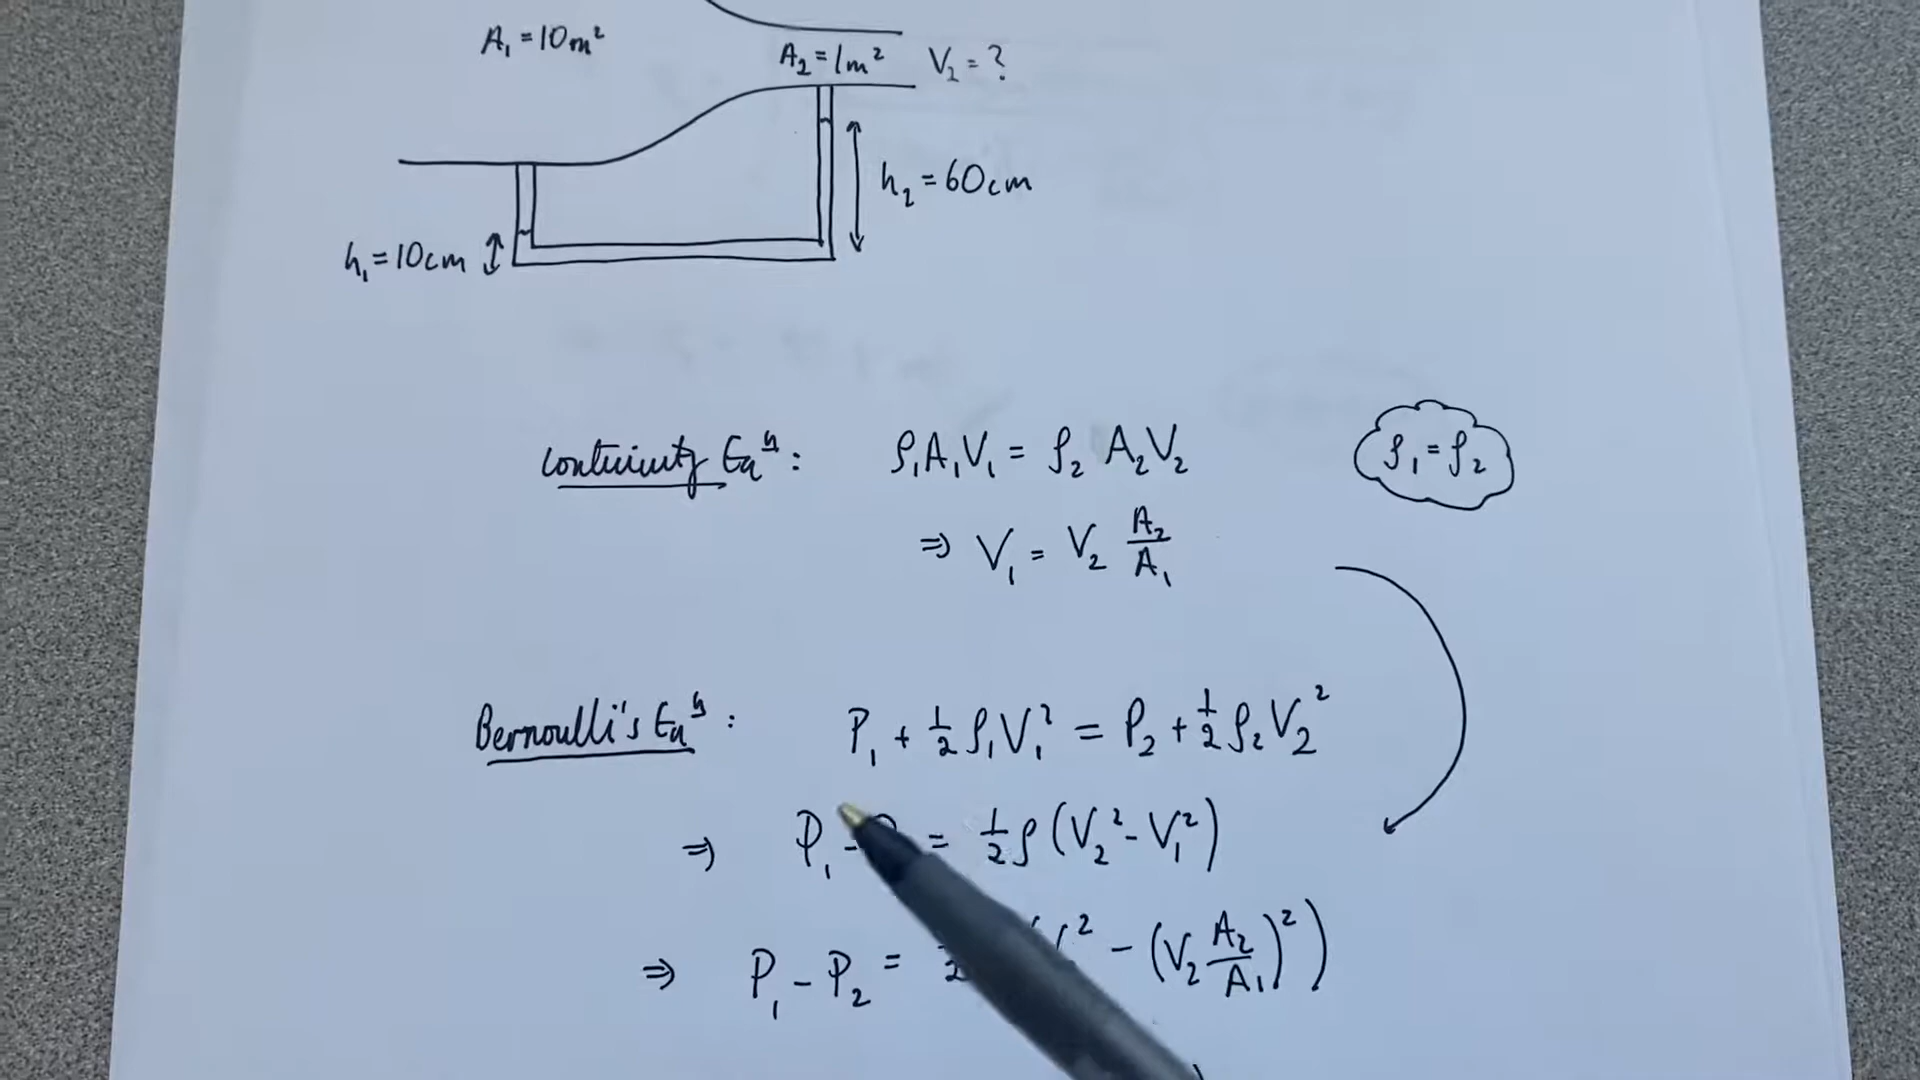 A₁ = 10m²
A₂ = 1m² V₂ = ?
h₂ = 60cm
h₁ = 10cm
Continuity Eqⁿ: ρ₁A₁V₁ = ρ₂ A₂V₂
ρ₁ = ρ₂
⇒ V₁ = V₂ A₂/A₁
Bernoulli's Eqⁿ: P₁ + ½ρ₁V₁² = P₂ + ½ρ₂V₂²
⇒ P₁ - = ½ρ(V₂² - V₁²)
⇒ P₁ - P₂ = ² - (V₂ A₂/A₁)²)